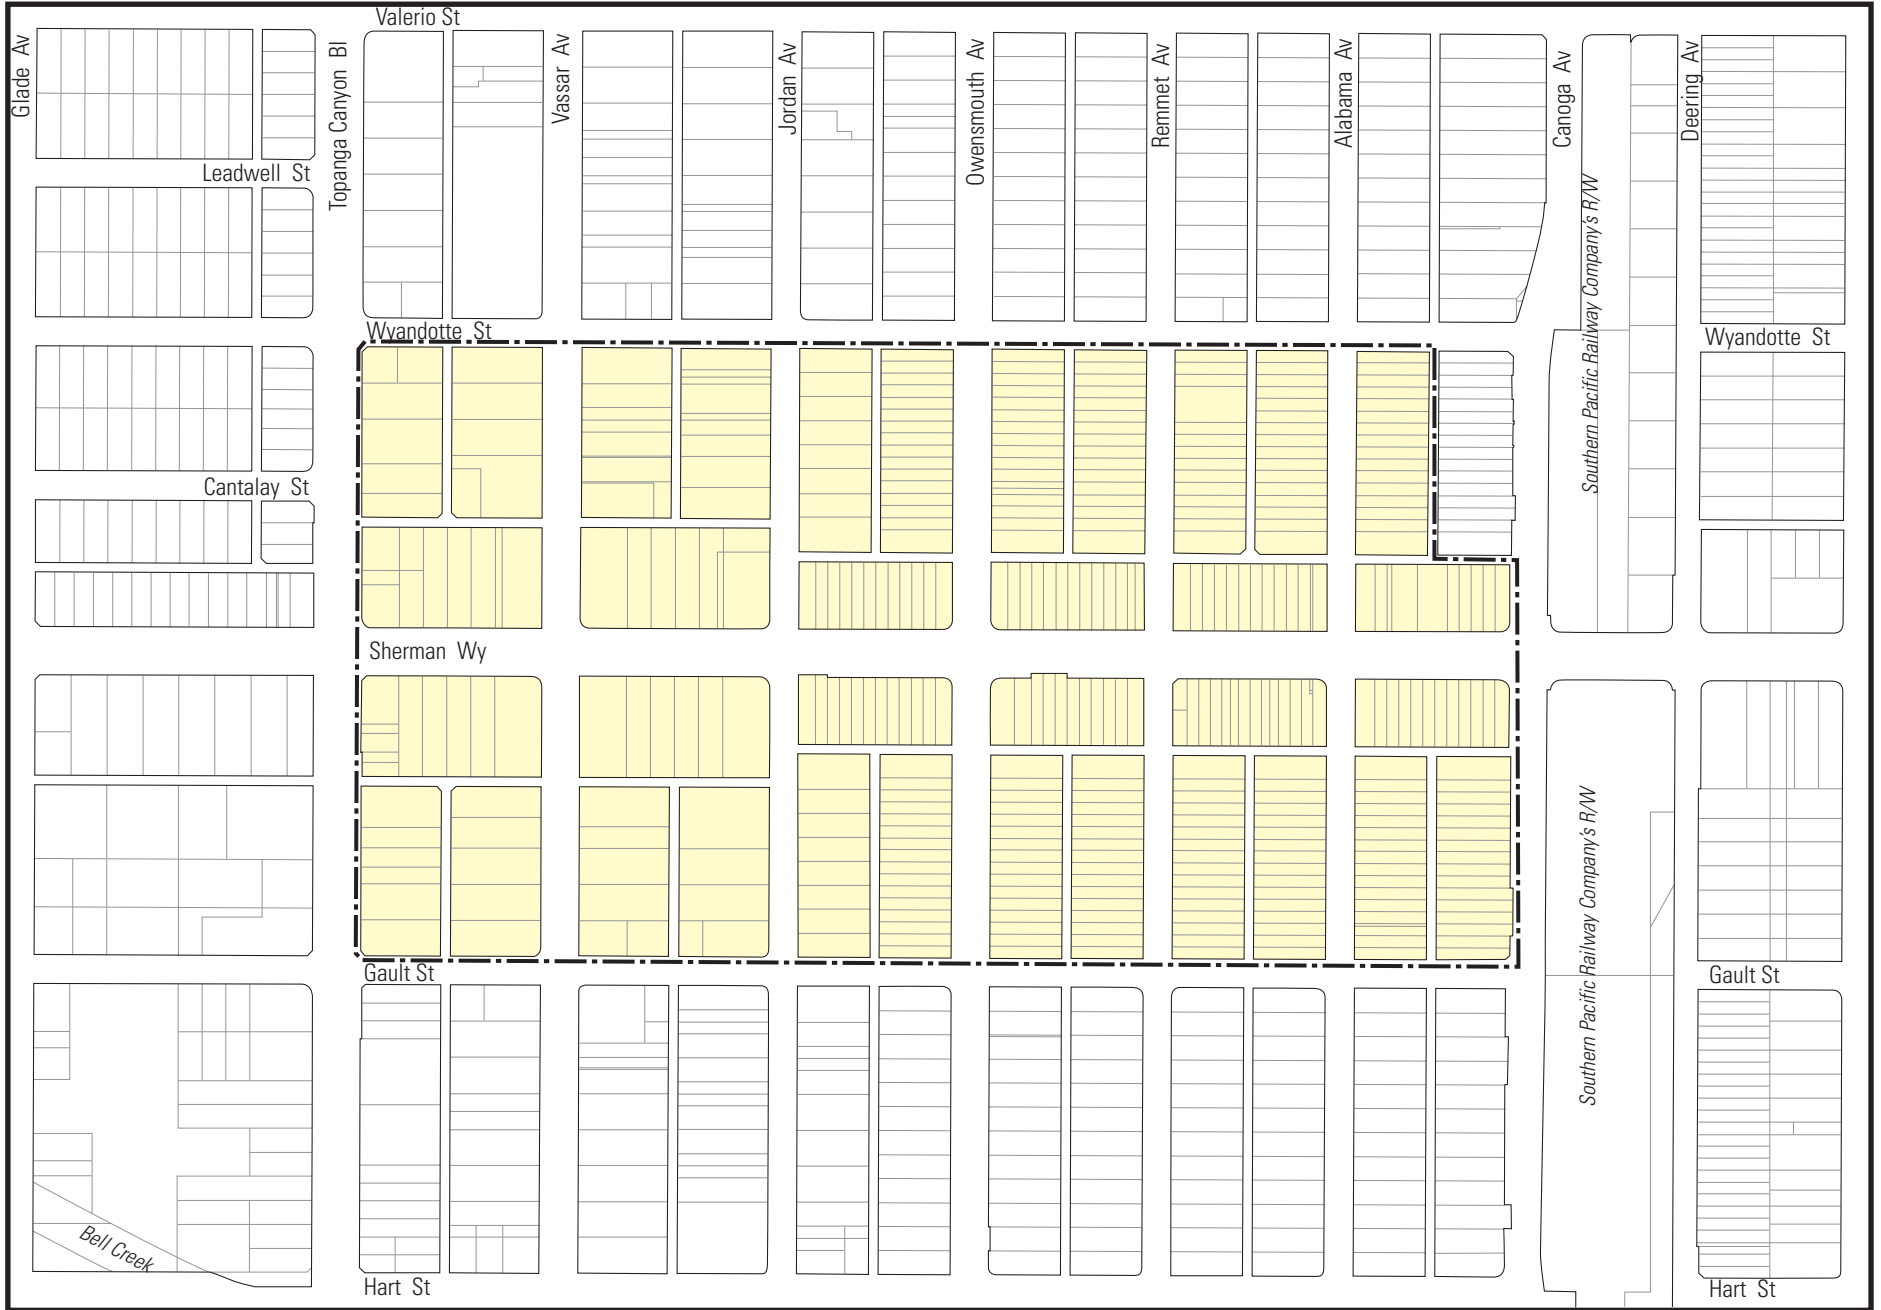 Valerio St
Glade Av
Topanga Canyon Bl
Vassar Av
Jordan Av
Owensmouth Av
Remmet Av
Alabama Av
Canoga Av
Deering Av
Leadwell St
Southern Pacific Railway Company's R/W
Wyandotte St
Wyandotte St
Cantalay St
Sherman Wy
Southern Pacific Railway Company's R/W
Gault St
Gault St
Bell Creek
Hart St
Hart St